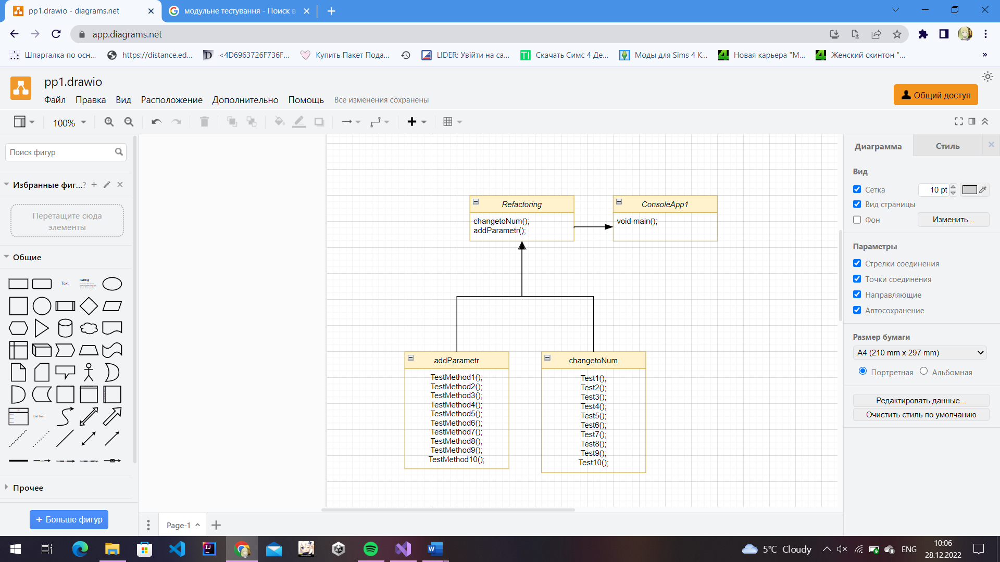 pp1.drawio - diagrams.net
модульне тестування - Поиск в
app.diagrams.net
Шпаргалка по осн...
https://distance.ed...
<4D6963726F736F...
Купить Пакет Пода...
LIDER: Увійти на са...
Скачать Симс 4 Де...
Моды для Sims 4 К...
Новая карьера "М...
Женский скинтон "...
»
pp1.drawio
Файл Правка Вид Расположение Дополнительно Помощь Все изменения сохранены
Общий доступ
100%
Поиск фигур
Избранные фиг...?
Перетащите сюда
элементы
Общие
Text
Heading
List Item
Прочее
+ Больше фигур
Refactoring
changetoNum();
addParametr();
ConsoleApp1
void main();
addParametr
TestMethod1();
TestMethod2();
TestMethod3();
TestMethod4();
TestMethod5();
TestMethod6();
TestMethod7();
TestMethod8();
TestMethod9();
TestMethod10();
changetoNum
Test1();
Test2();
Test3();
Test4();
Test5();
Test6();
Test7();
Test8();
Test9();
Test10();
Page-1
Диаграмма
Стиль
Вид
Сетка
10 pt
Вид страницы
Фон
Изменить...
Параметры
Стрелки соединения
Точки соединения
Направляющие
Автосохранение
Размер бумаги
A4 (210 mm x 297 mm)
Портретная
Альбомная
Редактировать данные...
Очистить стиль по умолчанию
5°C Cloudy
ENG
10:06
28.12.2022